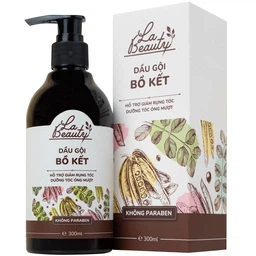 La
Beauty
DẦU GỘI
BỒ KẾT
HỖ TRỢ GIẢM RỤNG TÓC
DƯỠNG TÓC ÓNG MƯỢT
KHÔNG PARABEN
℮ 300ml
La
Beauty
DẦU GỘI
BỒ KẾT
HỖ TRỢ GIẢM RỤNG TÓC
DƯỠNG TÓC ÓNG MƯỢT
KHÔNG PARABEN
℮ 300ml